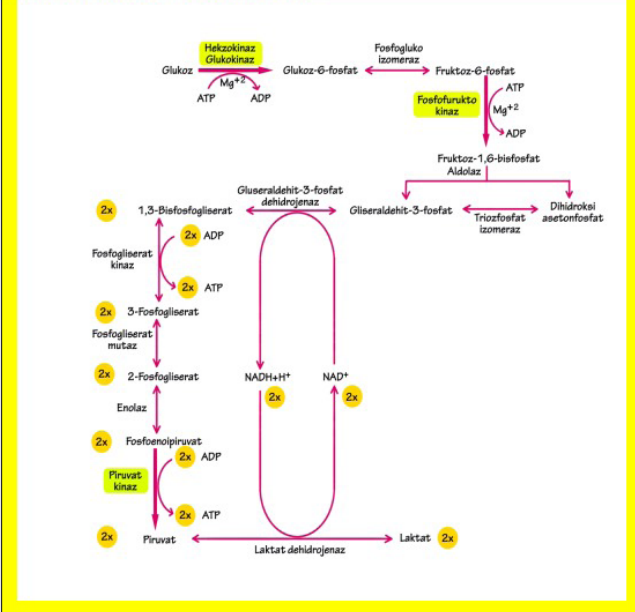 Hekzokinaz
Glukokinaz
Glukoz
Mg+2
ATP
ADP
Glukoz-6-fosfat
Fosfogluko
izomeraz
Fruktoz-6-fosfat
Fosfofurukto
kinaz
ATP
Mg+2
ADP
Fruktoz-1,6-bisfosfat
Aldolaz
Gliseraldehit-3-fosfat
Triozfosfat
izomeraz
Dihidroksi
asetonfosfat
Gluseraldehit-3-fosfat
dehidrojenaz
2x
1,3-Bisfosfogliserat
2x ADP
Fosfogliserat
kinaz
2x ATP
2x
3-Fosfogliserat
Fosfogliserat
mutaz
2x
2-Fosfogliserat
NADH+H+
2x
NAD+
2x
Enolaz
2x
Fosfoenoipiruvat
2x ADP
Piruvat
kinaz
2x ATP
2x
Piruvat
Laktat dehidrojenaz
Laktat 2x